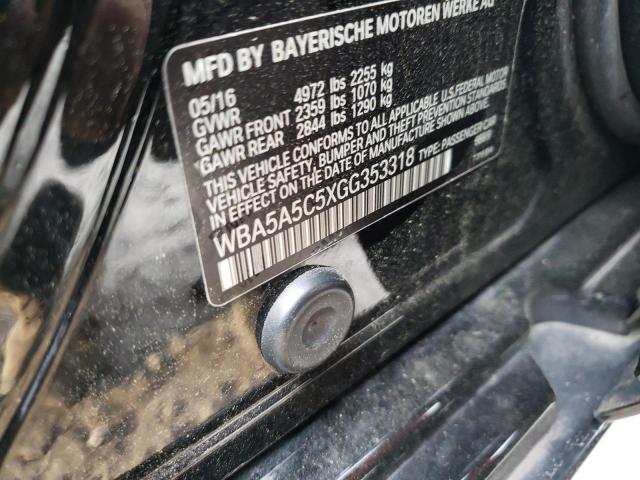 MFD BY BAYERISCHE MOTOREN WERKE AG
05/16
GVWR 4972 lbs 2255 kg
GAWR FRONT 2359 lbs 1070 kg
GAWR REAR 2844 lbs 1290 kg
THIS VEHICLE CONFORMS TO ALL APPLICABLE U.S.FEDERAL MOTOR
VEHICLE SAFETY, BUMPER, AND THEFT PREVENTION STANDARDS
IN EFFECT ON THE DATE OF MANUFACTURE SHOWN ABOVE.
WBA5A5C5XGG353318 TYPE: PASSENGER CAR